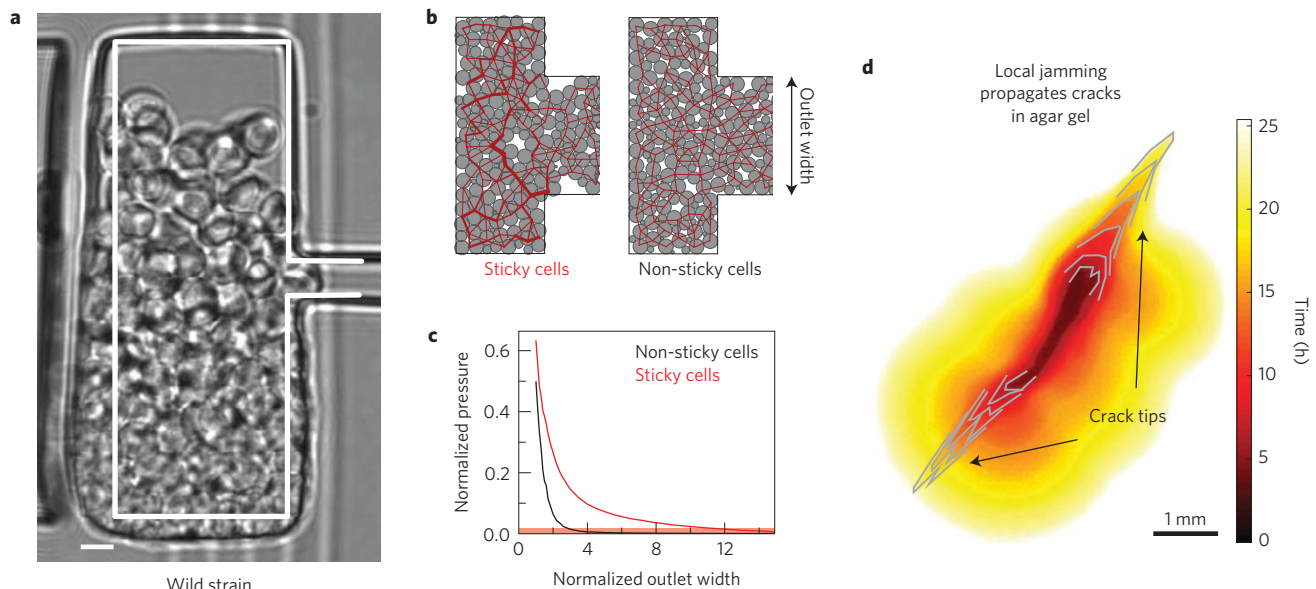 a
Wild strain
b
Sticky cells
Non-sticky cells
Outlet width
c
Non-sticky cells
Sticky cells
Normalized pressure
0.6
0.4
0.2
0.0
0
4
8
12
Normalized outlet width
d
Local jamming
propagates cracks
in agar gel
Crack tips
1 mm
25
20
15
10
5
0
Time (h)